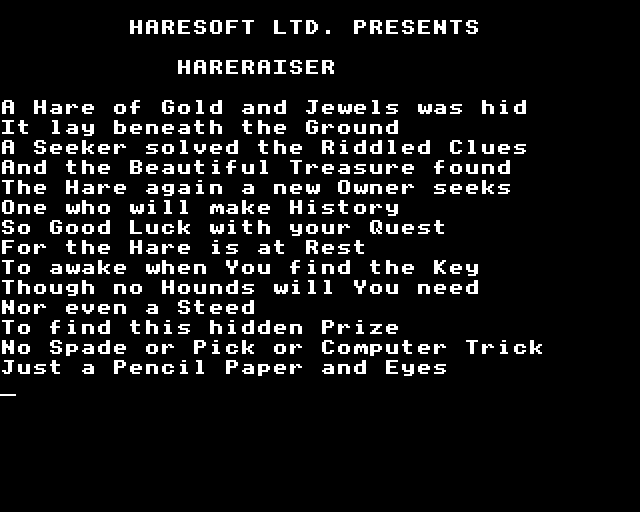 HARESOFT LTD. PRESENTS
HARERAISER
A Hare of Gold and Jewels was hid
It lay beneath the Ground
A Seeker solved the Riddled Clues
And the Beautiful Treasure found
The Hare again a new Owner seeks
One who will make History
So Good Luck with your Quest
For the Hare is at Rest
To awake when You find the Key
Though no Hounds will You need
Nor even a Steed
To find this hidden Prize
No Spade or Pick or Computer Trick
Just a Pencil Paper and Eyes